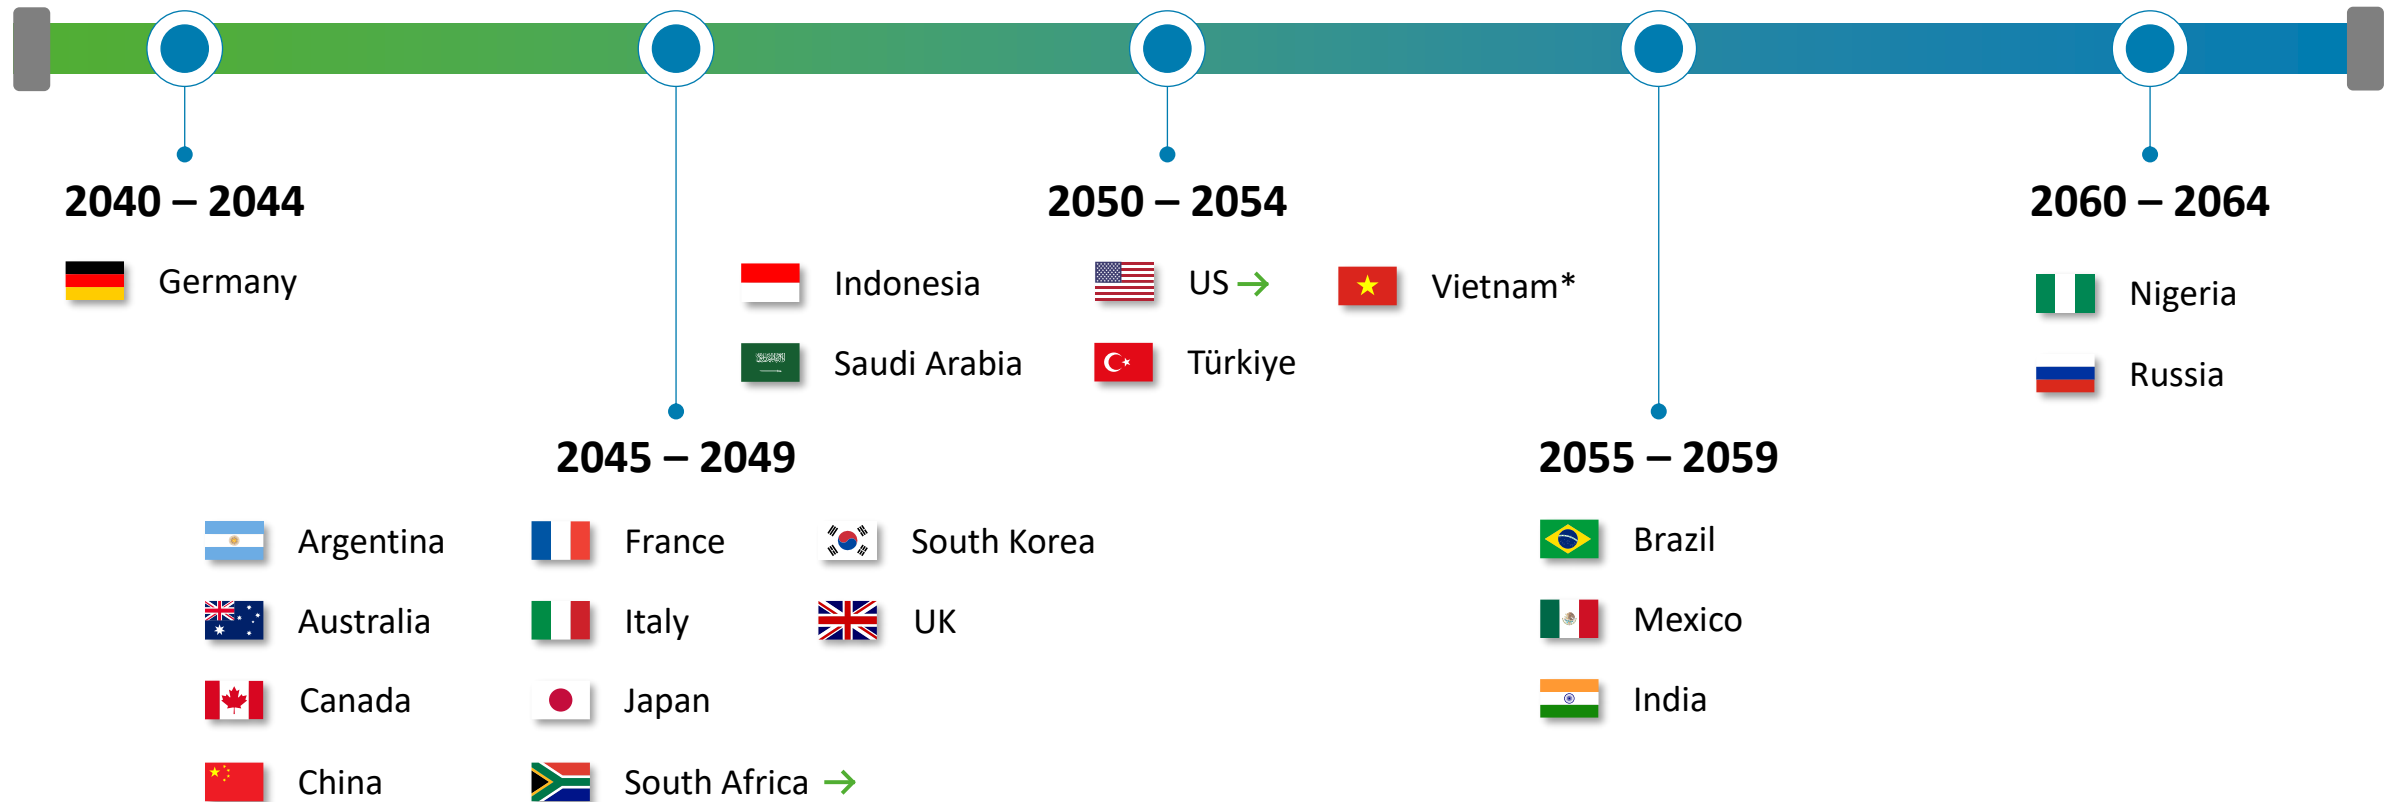 2040 – 2044
Germany
2045 – 2049
Argentina
Australia
Canada
China
France
Italy
Japan
South Africa →
South Korea
UK
2050 – 2054
Indonesia
Saudi Arabia
US →
Türkiye
Vietnam*
2055 – 2059
Brazil
Mexico
India
2060 – 2064
Nigeria
Russia